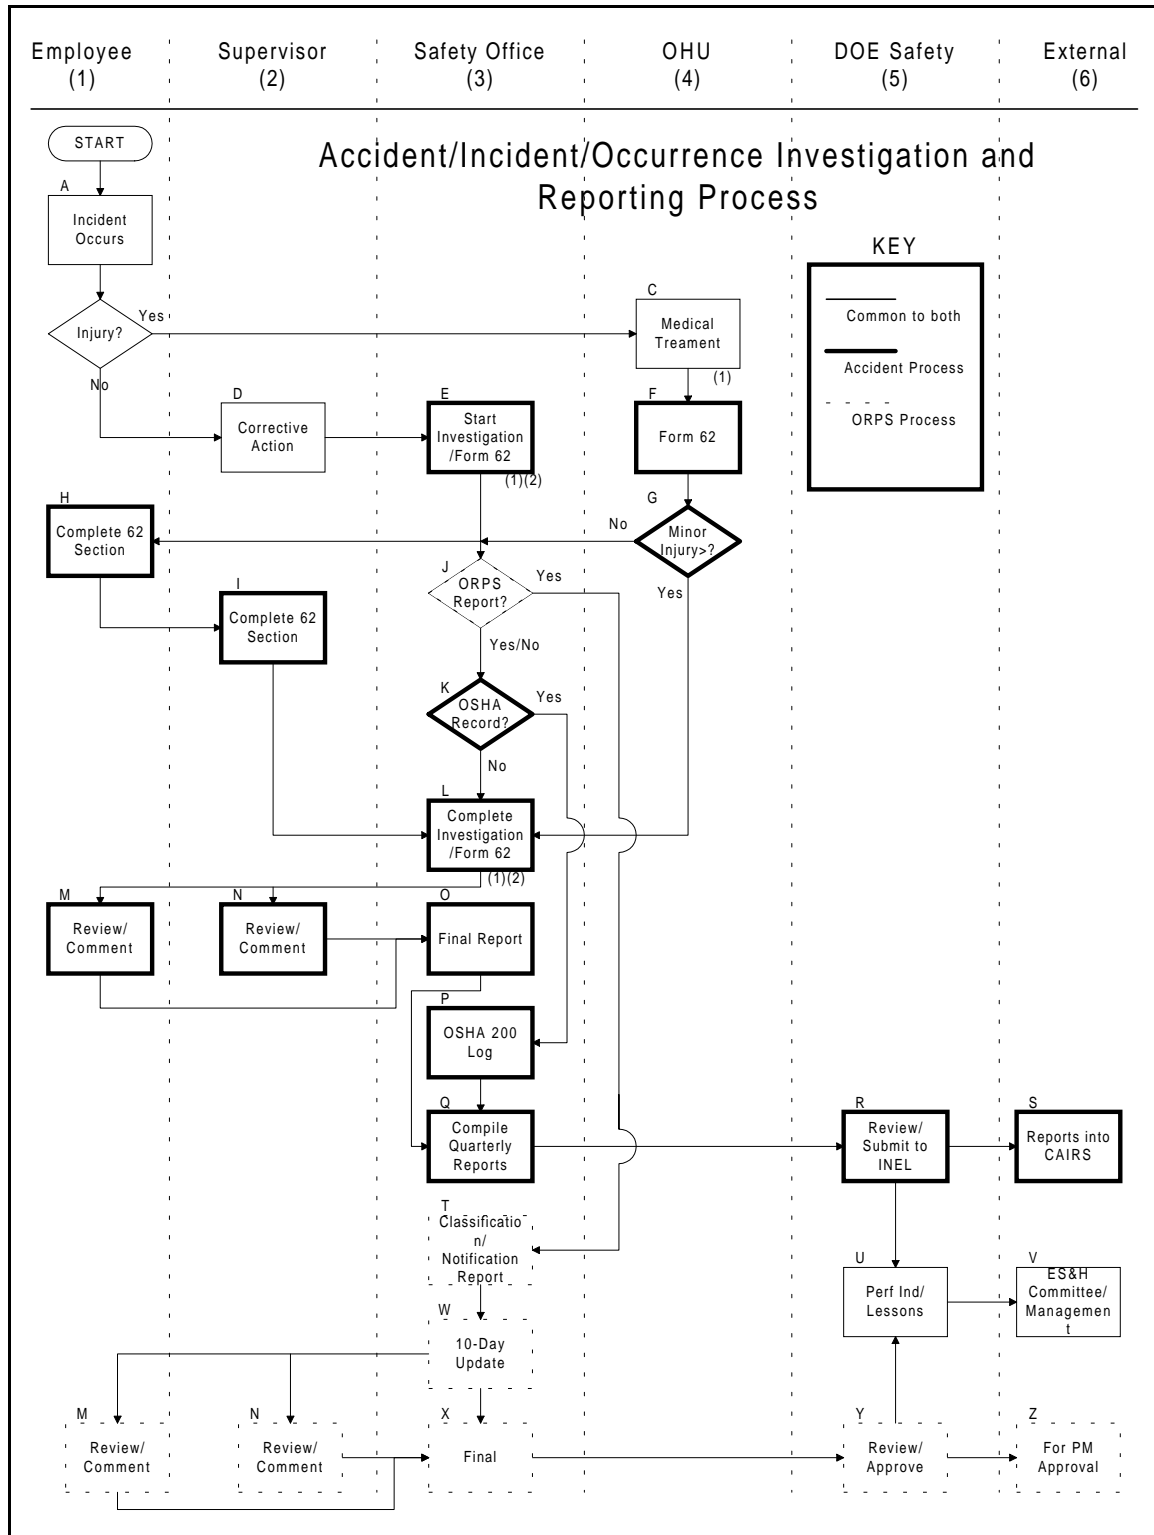 Employee
(1)
Supervisor
(2)
Safety Office
(3)
OHU
(4)
DOE Safety
(5)
External
(6)
START
Accident/Incident/Occurrence Investigation and
Reporting Process
A
Incident
Occurs
KEY
Common to both
Accident Process
ORPS Process
Injury?
Yes
No
C
Medical
Treament
(1)
D
Corrective
Action
E
Start
Investigation
/Form 62
(1)(2)
F
Form 62
G
Minor
Injury>?
No
Yes
H
Complete 62
Section
I
Complete 62
Section
J
ORPS
Report?
Yes
Yes/No
K
OSHA
Record?
Yes
No
L
Complete
Investigation
/Form 62
(1)(2)
M
Review/
Comment
N
Review/
Comment
O
Final Report
P
OSHA 200
Log
Q
Compile
Quarterly
Reports
R
Review/
Submit to
INEL
S
Reports into
CAIRS
T
Classificatio
n/
Notification
Report
U
Perf Ind/
Lessons
V
ES&H
Committee/
Managemen
t
W
10-Day
Update
M
Review/
Comment
N
Review/
Comment
X
Final
Y
Review/
Approve
Z
For PM
Approval